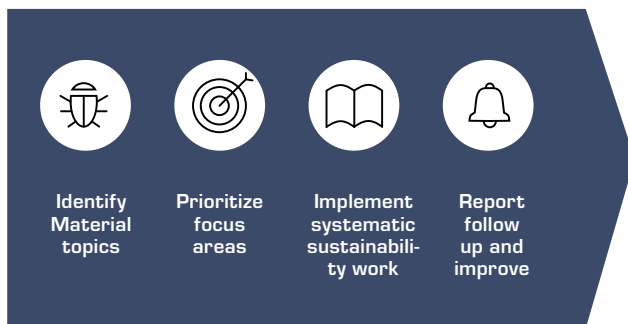 Identify
Material
topics
Prioritize
focus
areas
Implement
systematic
sustainabili-
ty work
Report
follow
up and
improve